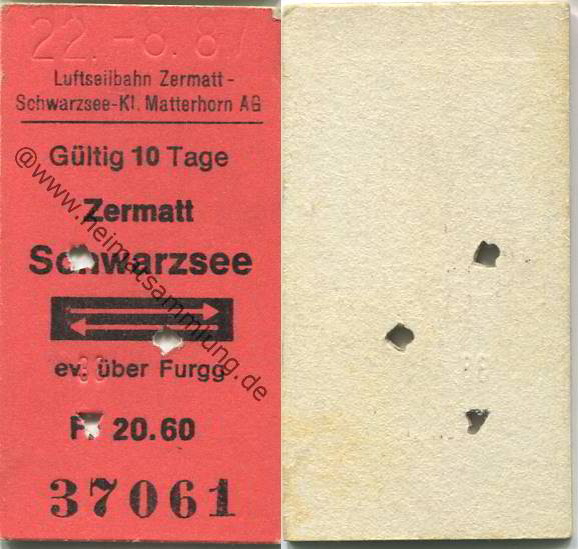 22.-8.87
Luftseilbahn Zermatt-
Schwarzsee-Kl. Matterhorn AG
Gültig 10 Tage
Zermatt
Schwarzsee
ev. über Furgg
Fr 20.60
37061
@www.heimatsammlung.de